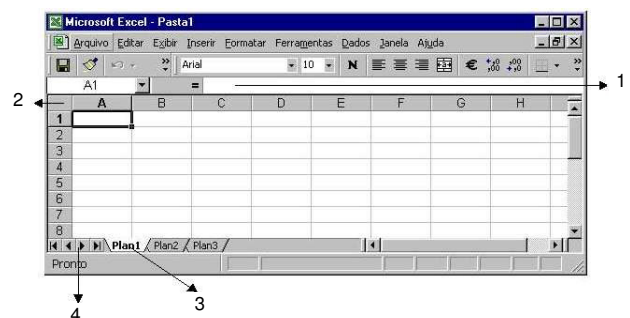 Microsoft Excel - Pasta1
Arquivo Editar Exibir Inserir Formatar Ferramentas Dados Janela Ajuda
Arial 10 N €
A1 =
1
2
A B C D E F G H
1
2
3
4
5
6
7
8
Plan1 Plan2 Plan3
Pronto
3
4